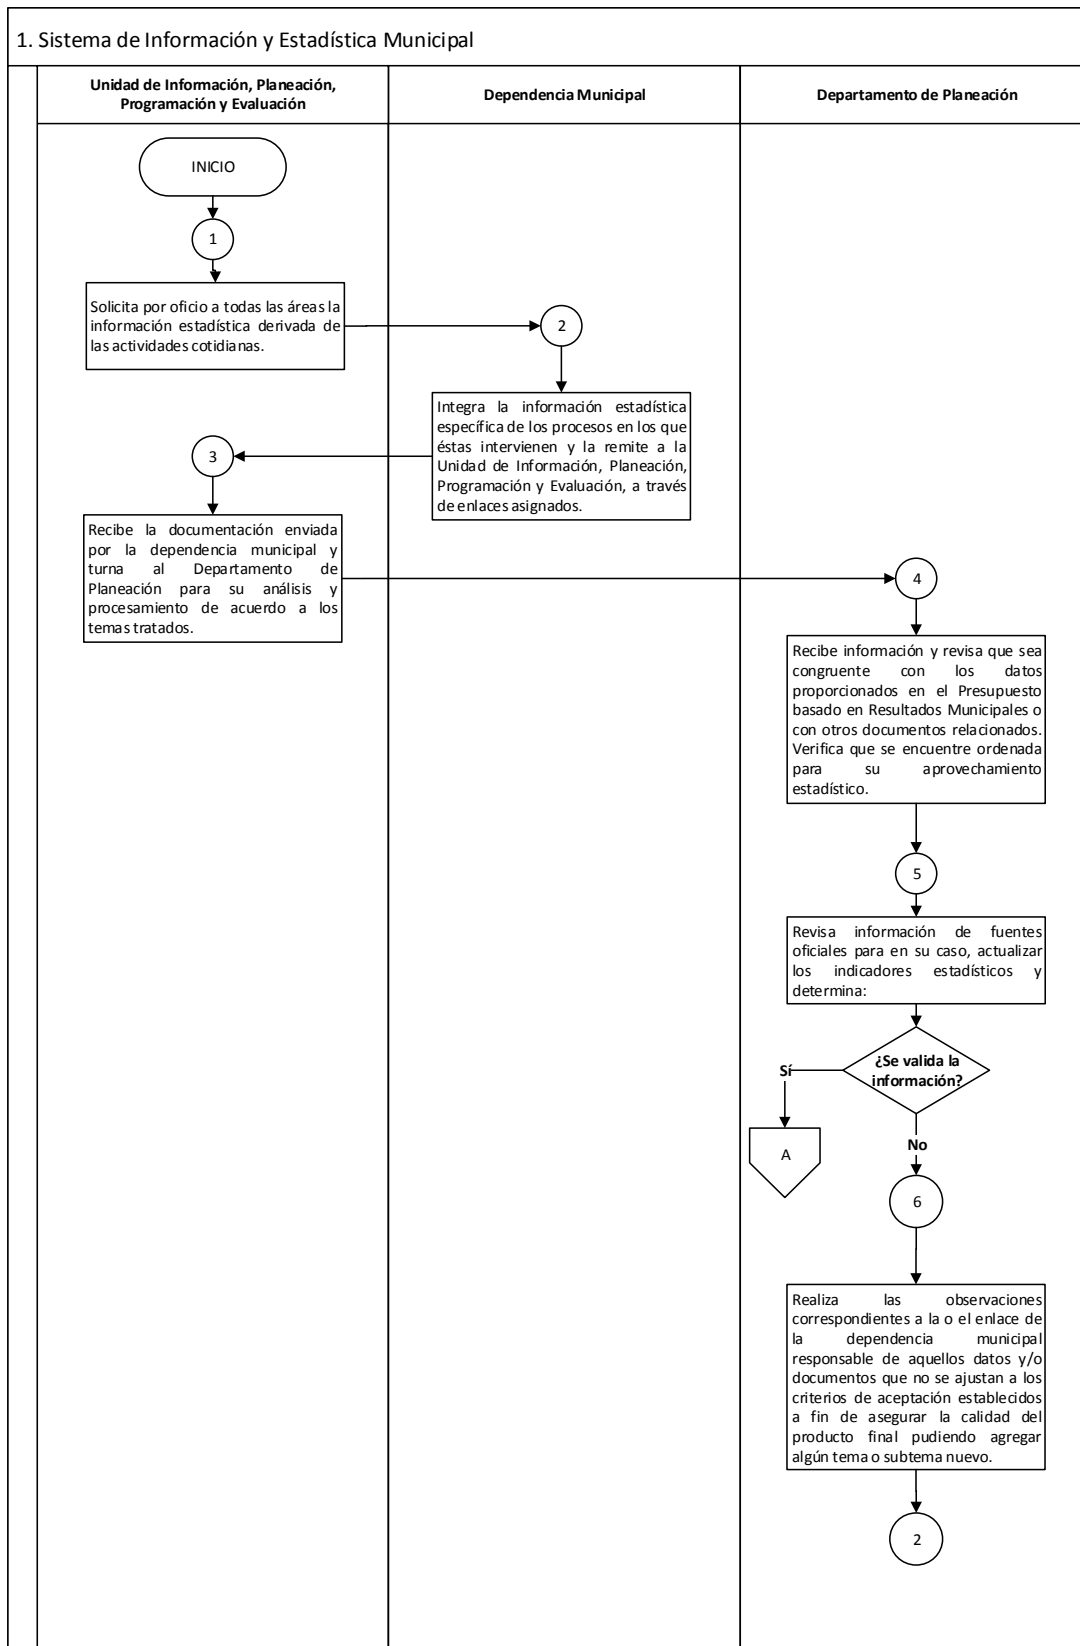 1. Sistema de Información y Estadística Municipal
Unidad de Información, Planeación,
Programación y Evaluación
Dependencia Municipal
Departamento de Planeación
INICIO
1
Solicita por oficio a todas las áreas la
información estadística derivada de
las actividades cotidianas.
2
Integra la información estadística
específica de los procesos en los que
éstas intervienen y la remite a la
Unidad de Información, Planeación,
Programación y Evaluación, a través
de enlaces asignados.
3
Recibe la documentación enviada
por la dependencia municipal y
turna al Departamento de
Planeación para su análisis y
procesamiento de acuerdo a los
temas tratados.
4
Recibe información y revisa que sea
congruente con los datos
proporcionados en el Presupuesto
basado en Resultados Municipales o
con otros documentos relacionados.
Verifica que se encuentre ordenada
para su aprovechamiento
estadístico.
5
Revisa información de fuentes
oficiales para en su caso, actualizar
los indicadores estadísticos y
determina:
¿Se valida la
información?
Sí
A
No
6
Realiza las observaciones
correspondientes a la o el enlace de
la dependencia municipal
responsable de aquellos datos y/o
documentos que no se ajustan a los
criterios de aceptación establecidos
a fin de asegurar la calidad del
producto final pudiendo agregar
algún tema o subtema nuevo.
2